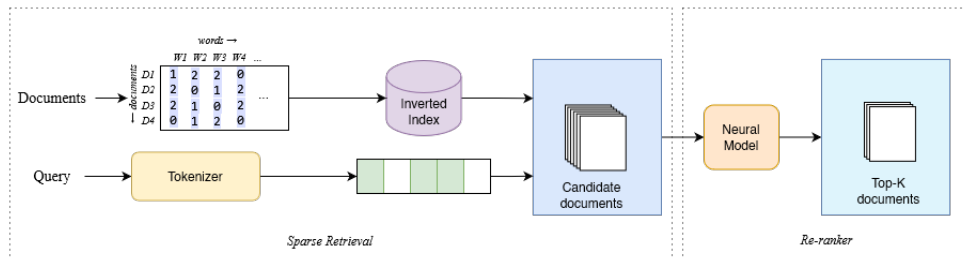 words →
W1 W2 W3 W4 ...
← documents
D1 1 2 2 0
D2 2 0 1 2
D3 2 1 0 2
D4 0 1 2 0
...
Documents
Inverted
Index
Candidate
documents
Neural
Model
Top-K
documents
Query
Tokenizer
Sparse Retrieval
Re-ranker